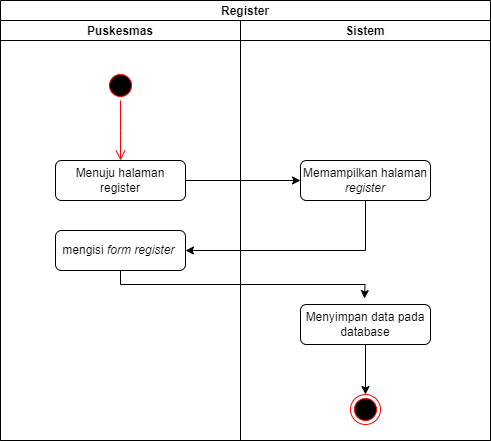 Register
Puskesmas
Sistem
Menuju halaman
register
Memampilkan halaman
register
mengisi form register
Menyimpan data pada
database